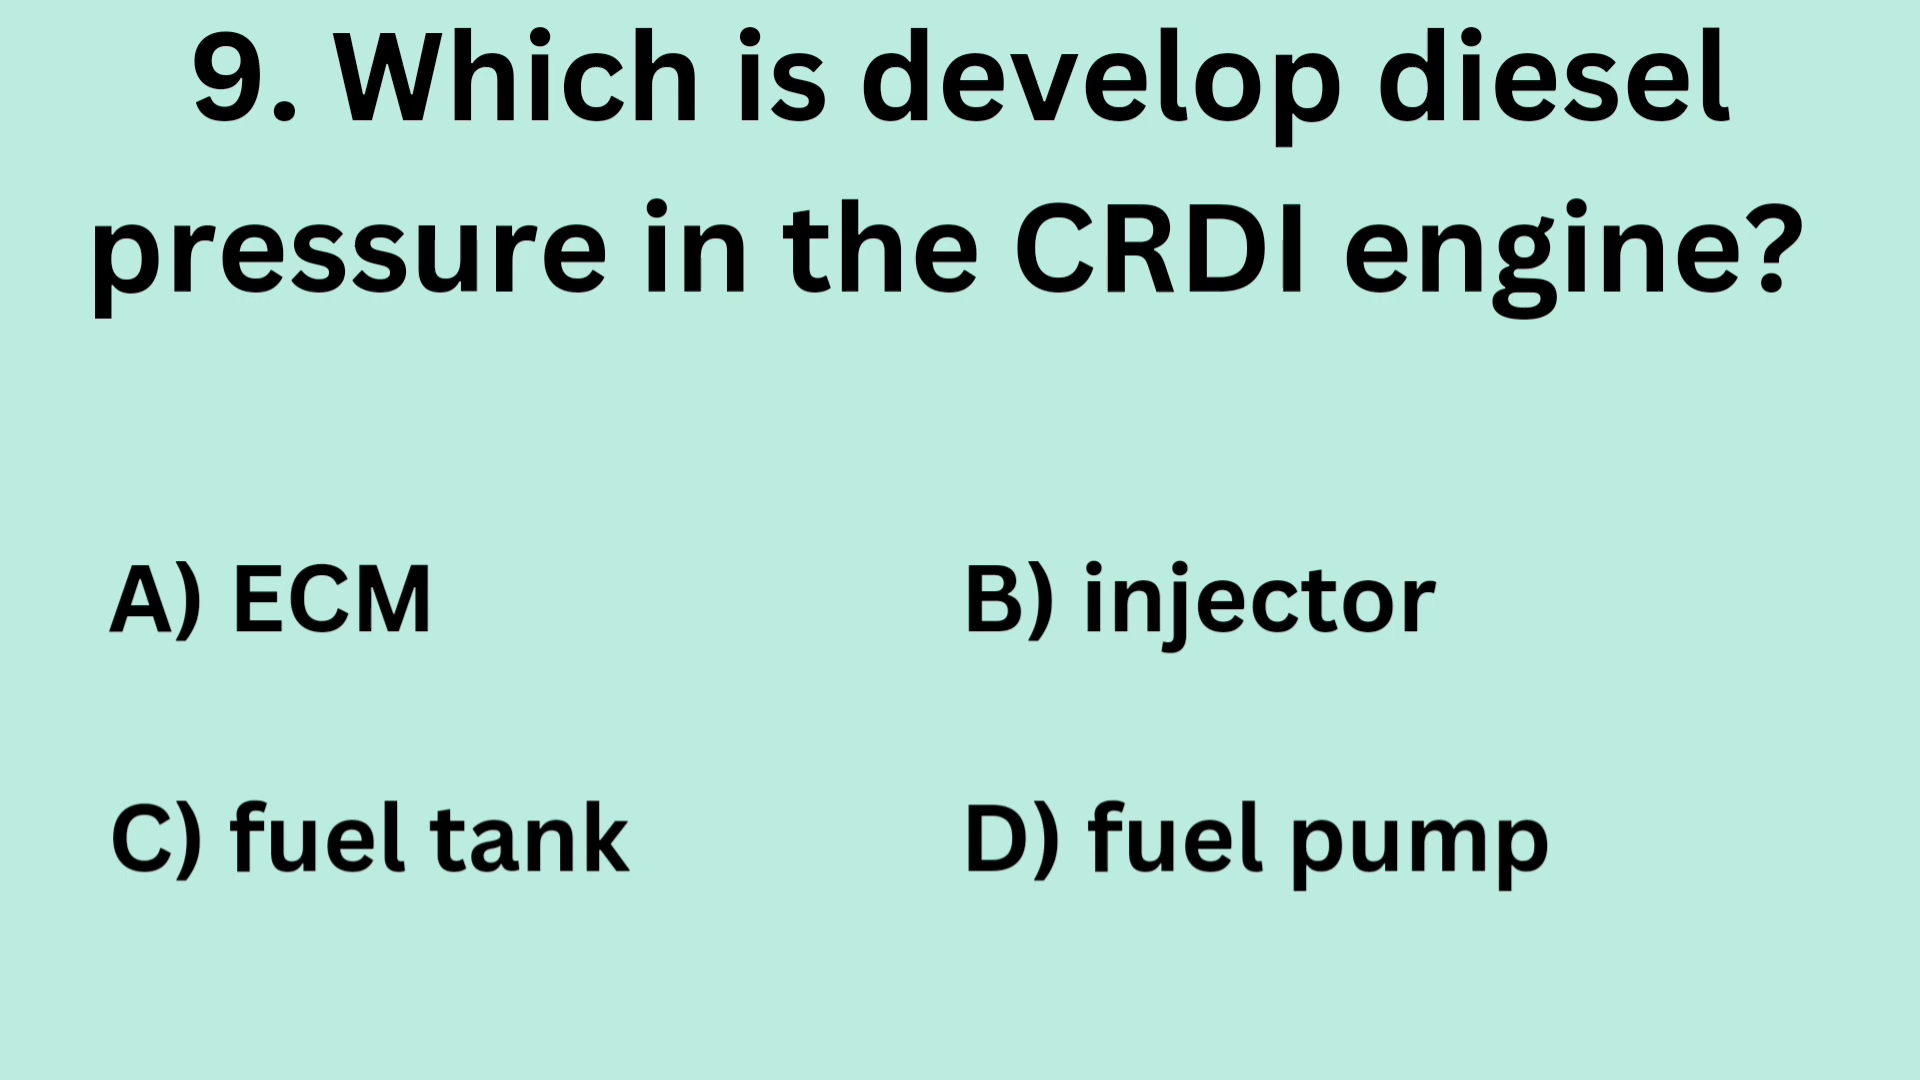 9. Which is develop diesel
pressure in the CRDI engine?
A) ECM
B) injector
C) fuel tank
D) fuel pump